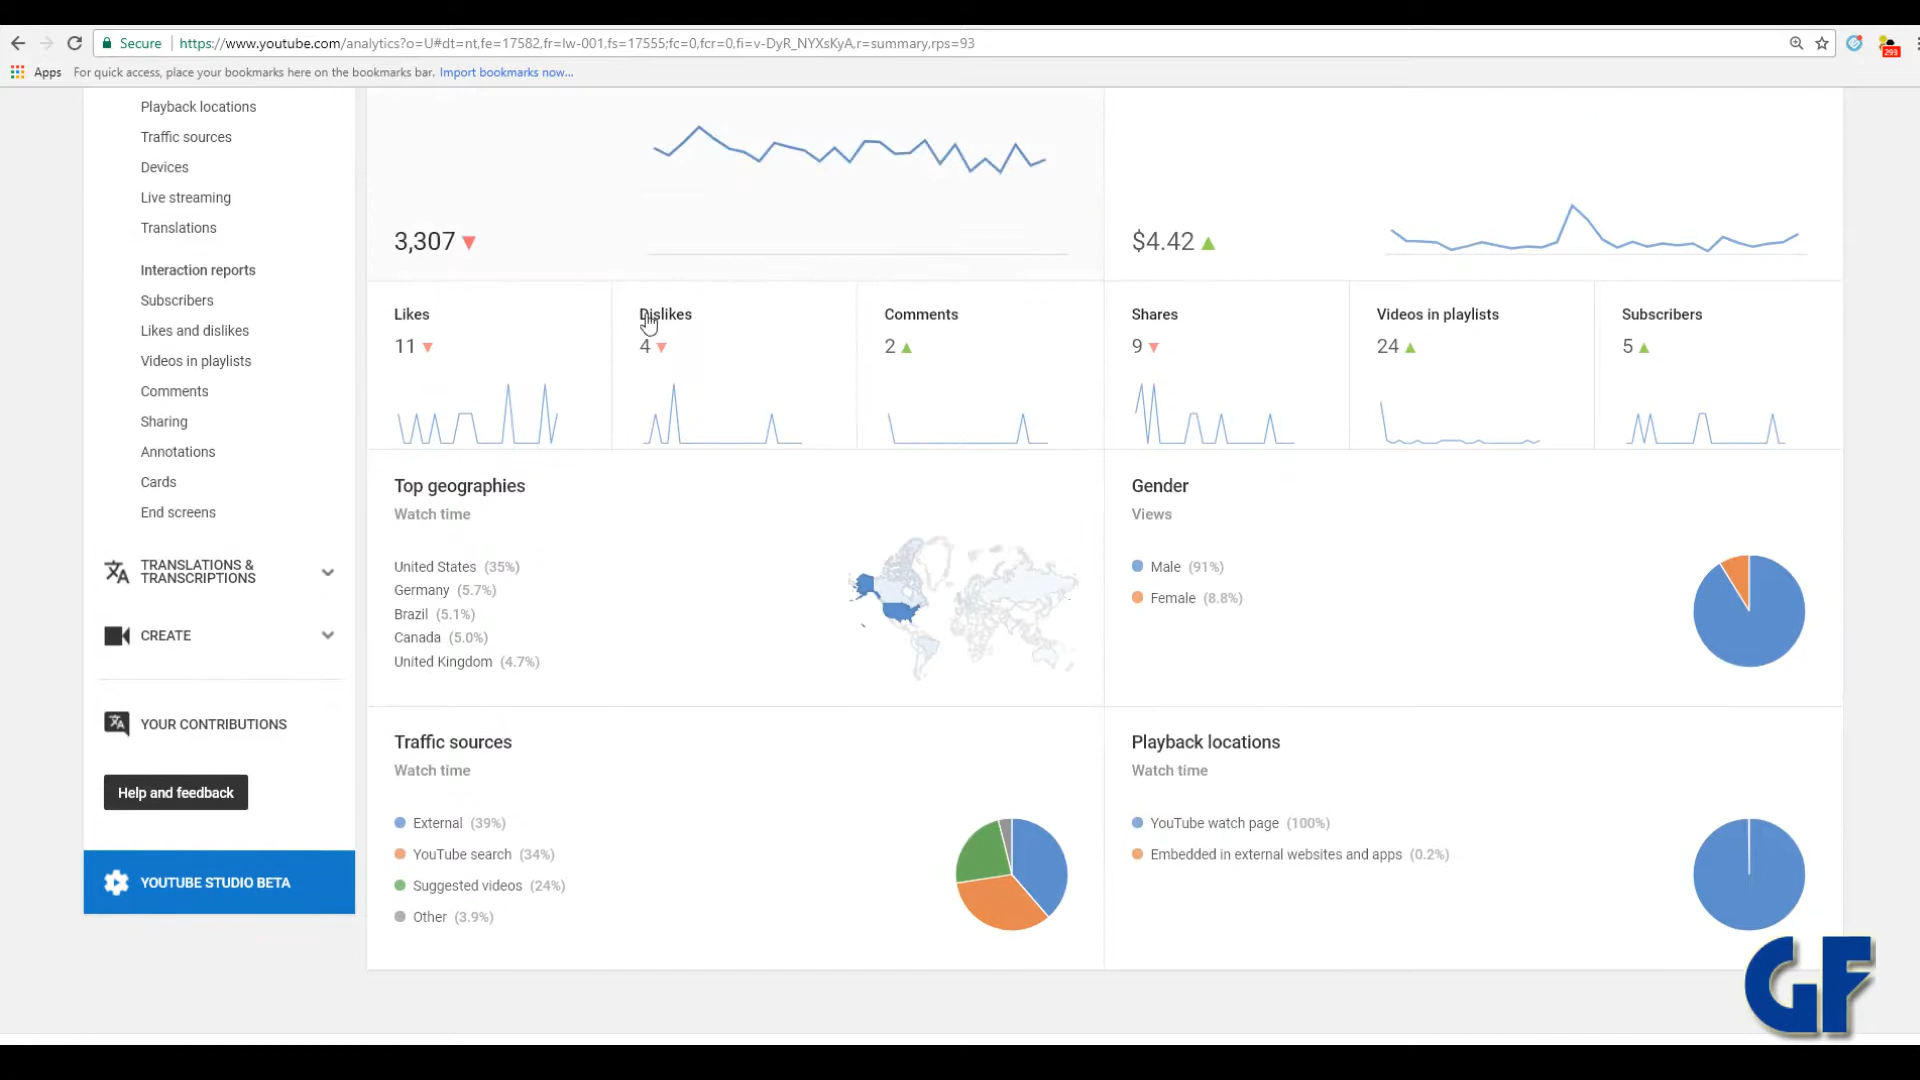 Secure https://www.youtube.com/analytics?o=U#dt=nt,fe=17582,fr=lw-001,fs=17555;fc=0,fcr=0,fi=v-DyR_NYXsKyA,r=summary,rps=93
293
Apps For quick access, place your bookmarks here on the bookmarks bar. Import bookmarks now...
Playback locations
Traffic sources
Devices
Live streaming
Translations
Interaction reports
Subscribers
Likes and dislikes
Videos in playlists
Comments
Sharing
Annotations
Cards
End screens
TRANSLATIONS &
TRANSCRIPTIONS
CREATE
YOUR CONTRIBUTIONS
Help and feedback
YOUTUBE STUDIO BETA
3,307
$4.42
Likes
11
Dislikes
4
Comments
2
Shares
9
Videos in playlists
24
Subscribers
5
Top geographies
Watch time
United States (35%)
Germany (5.7%)
Brazil (5.1%)
Canada (5.0%)
United Kingdom (4.7%)
Gender
Views
Male (91%)
Female (8.8%)
Traffic sources
Watch time
External (39%)
YouTube search (34%)
Suggested videos (24%)
Other (3.9%)
Playback locations
Watch time
YouTube watch page (100%)
Embedded in external websites and apps (0.2%)
GF